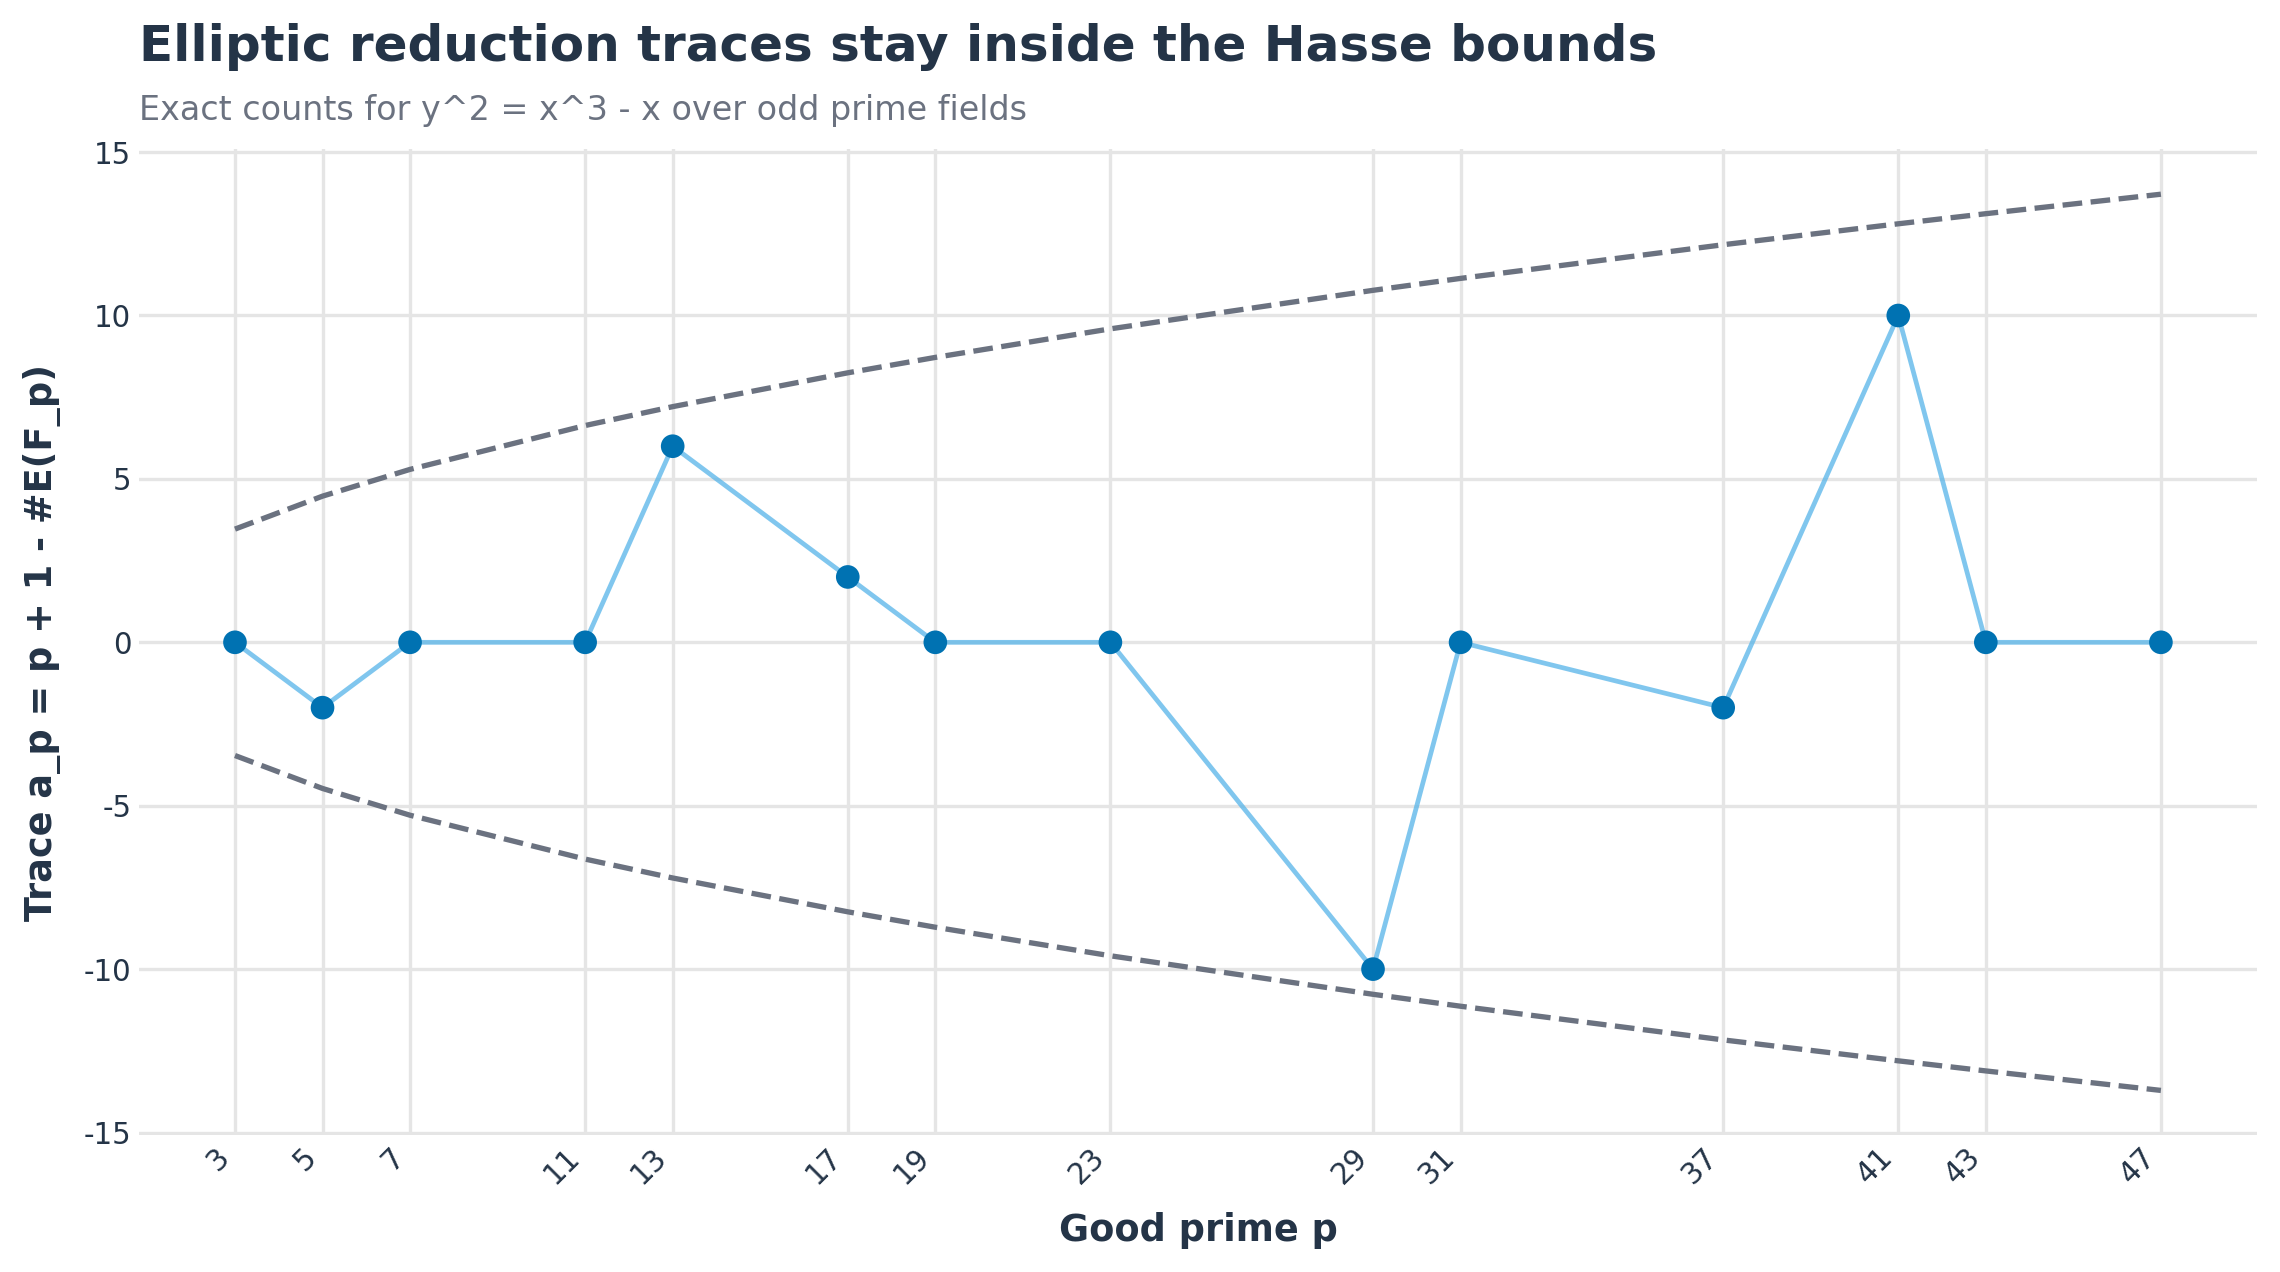 Elliptic reduction traces stay inside the Hasse bounds
Exact counts for y^2 = x^3 - x over odd prime fields
Trace a_p = p + 1 - #E(F_p)
15
10
5
0
-5
-10
-15
3 5 7 11 13 17 19 23 29 31 37 41 43 47
Good prime p